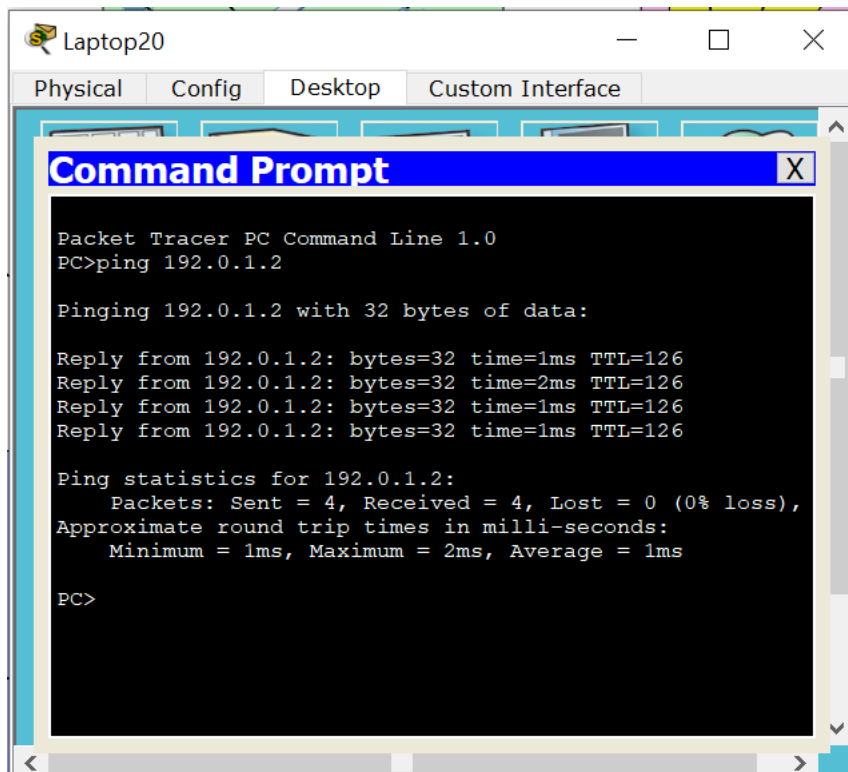 Laptop20
Physical Config Desktop Custom Interface
Command Prompt
X
Packet Tracer PC Command Line 1.0
PC>ping 192.0.1.2
Pinging 192.0.1.2 with 32 bytes of data:
Reply from 192.0.1.2: bytes=32 time=1ms TTL=126
Reply from 192.0.1.2: bytes=32 time=2ms TTL=126
Reply from 192.0.1.2: bytes=32 time=1ms TTL=126
Reply from 192.0.1.2: bytes=32 time=1ms TTL=126
Ping statistics for 192.0.1.2:
Packets: Sent = 4, Received = 4, Lost = 0 (0% loss),
Approximate round trip times in milli-seconds:
Minimum = 1ms, Maximum = 2ms, Average = 1ms
PC>